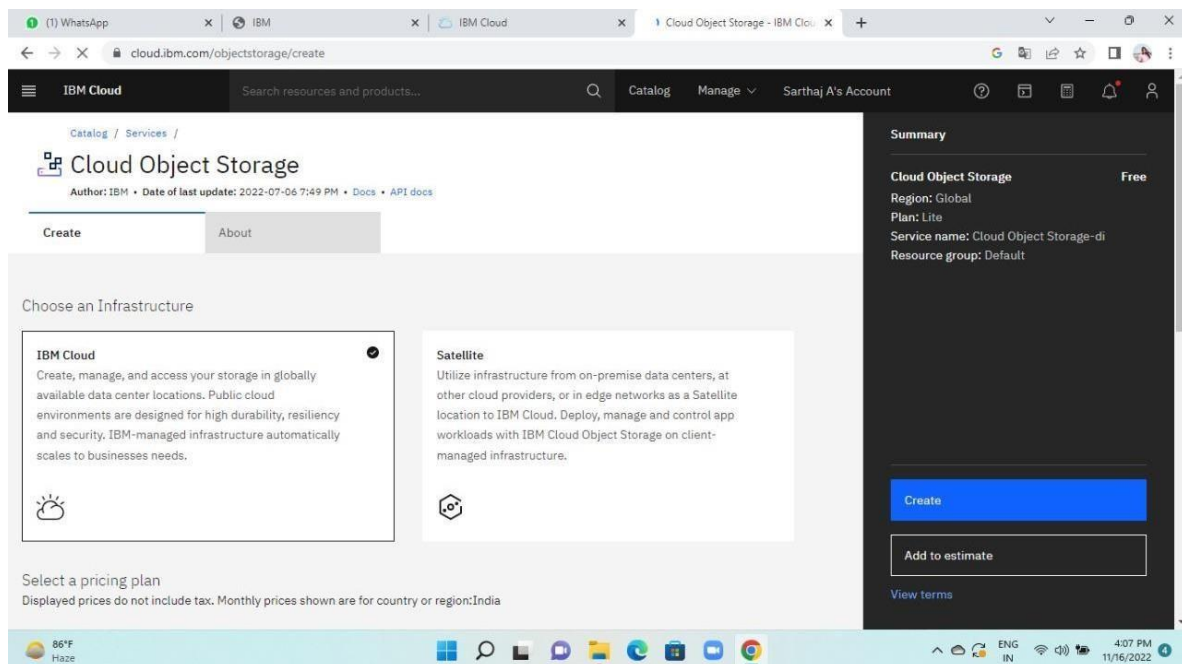 (1) WhatsApp
IBM
IBM Cloud
Cloud Object Storage - IBM Clou
cloud.ibm.com/objectstorage/create
IBM Cloud
Search resources and products...
Catalog
Manage
Sarthaj A's Account
Catalog / Services /
Cloud Object Storage
Author: IBM • Date of last update: 2022-07-06 7:49 PM • Docs • API docs
Create
About
Choose an Infrastructure
IBM Cloud
Create, manage, and access your storage in globally
available data center locations. Public cloud
environments are designed for high durability, resiliency
and security. IBM-managed infrastructure automatically
scales to businesses needs.
Satellite
Utilize infrastructure from on-premise data centers, at
other cloud providers, or in edge networks as a Satellite
location to IBM Cloud. Deploy, manage and control app
workloads with IBM Cloud Object Storage on client-
managed infrastructure.
Select a pricing plan
Displayed prices do not include tax. Monthly prices shown are for country or region:India
Summary
Cloud Object Storage Free
Region: Global
Plan: Lite
Service name: Cloud Object Storage-di
Resource group: Default
Create
Add to estimate
View terms
86°F
Haze
ENG
IN
4:07 PM
11/16/2022
4